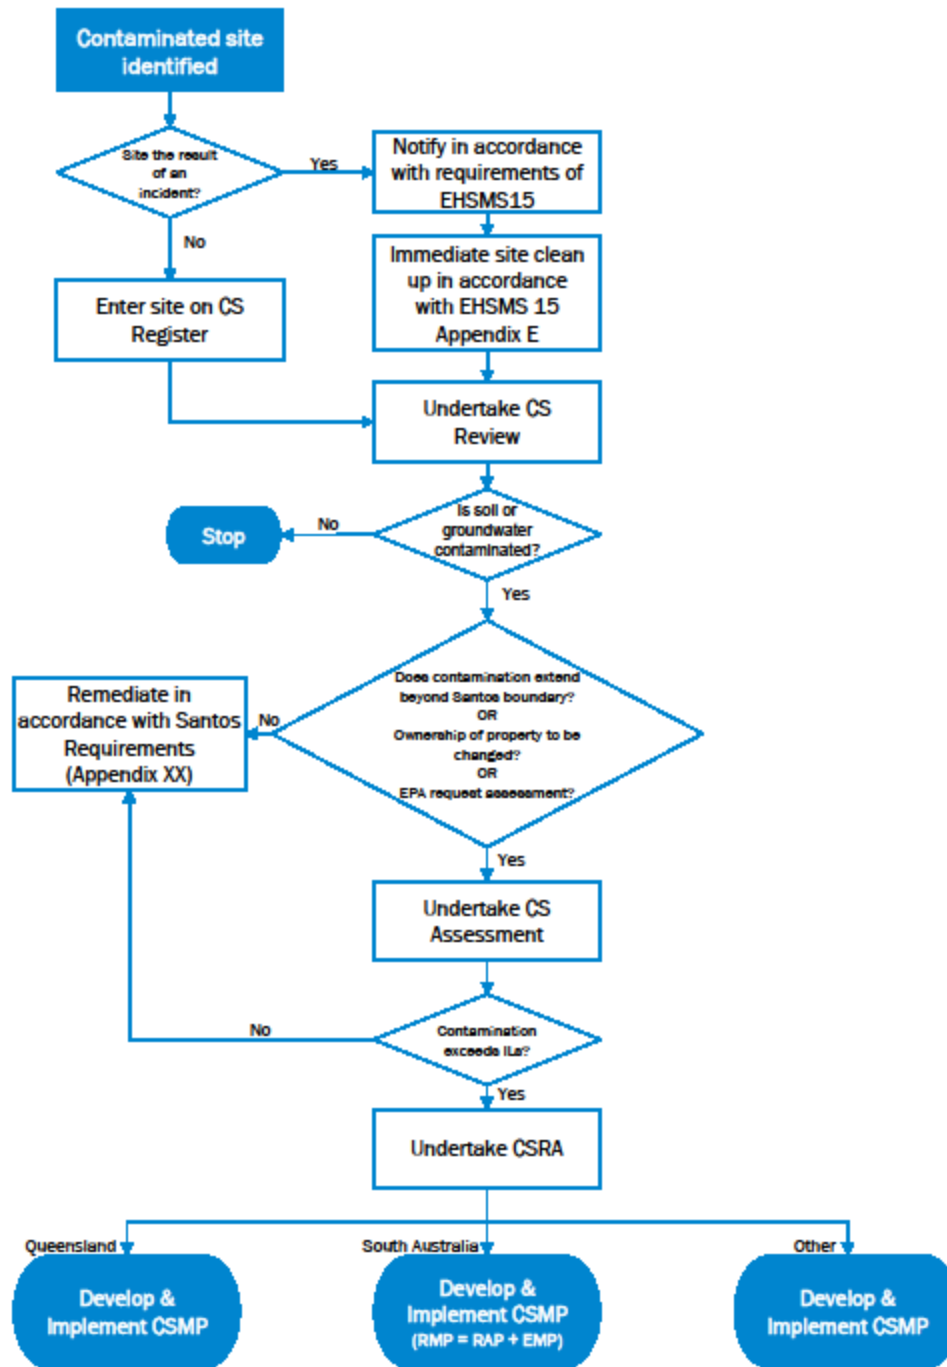 Contaminated site
identified
Site the result
of an
incident?
Yes
Notify in accordance
with requirements of
EHSMS15
No
Immediate site clean
up in accordance
with EHSMS 15
Appendix E
Enter site on CS
Register
Undertake CS
Review
Is soil or
groundwater
contaminated?
No
Stop
Yes
Does contamination extend
beyond Santos boundary?
OR
Ownership of property to be
changed?
OR
EPA request assessment?
No
Remediate in
accordance with Santos
Requirements
(Appendix XX)
Yes
Undertake CS
Assessment
Contamination
exceeds ILs?
No
Yes
Undertake CSRA
Queensland
South Australia
Other
Develop &
Implement CSMP
Develop &
Implement CSMP
(RMP = RAP + EMP)
Develop &
Implement CSMP